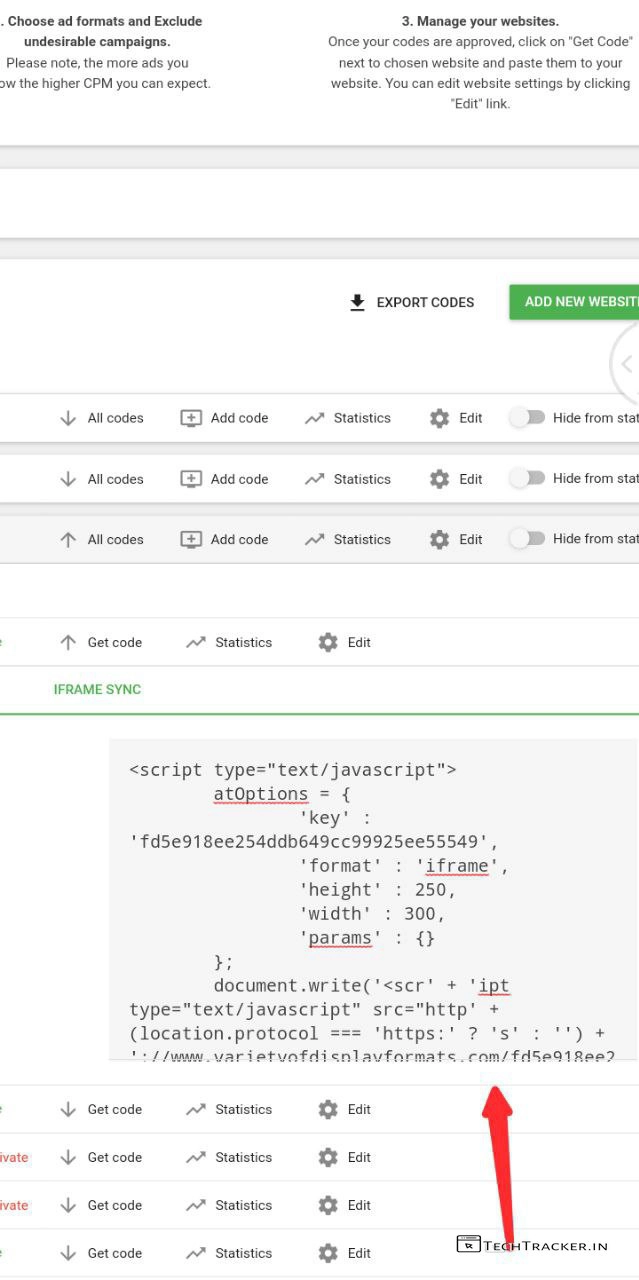 . Choose ad formats and Exclude
undesirable campaigns.
Please note, the more ads you
ow the higher CPM you can expect.
3. Manage your websites.
Once your codes are approved, click on "Get Code"
next to chosen website and paste them to your
website. You can edit website settings by clicking
"Edit" link.
EXPORT CODES
ADD NEW WEBSIT
All codes Add code Statistics Edit Hide from stat
All codes Add code Statistics Edit Hide from stat
All codes Add code Statistics Edit Hide from stat
Get code Statistics Edit
IFRAME SYNC
<script type="text/javascript">
atOptions = {
'key' :
'fd5e918ee254ddb649cc99925ee55549',
'format' : 'iframe',
'height' : 250,
'width' : 300,
'params' : {}
};
document.write('<scr' + 'ipt
type="text/javascript" src="http' +
(location.protocol === 'https:' ? 's' : '') +
'://www.varietyofdisplayformats.com/fd5e918ee2
Get code Statistics Edit
ivate Get code Statistics Edit
ivate Get code Statistics Edit
Get code Statistics Edit
TECHTRACKER.IN